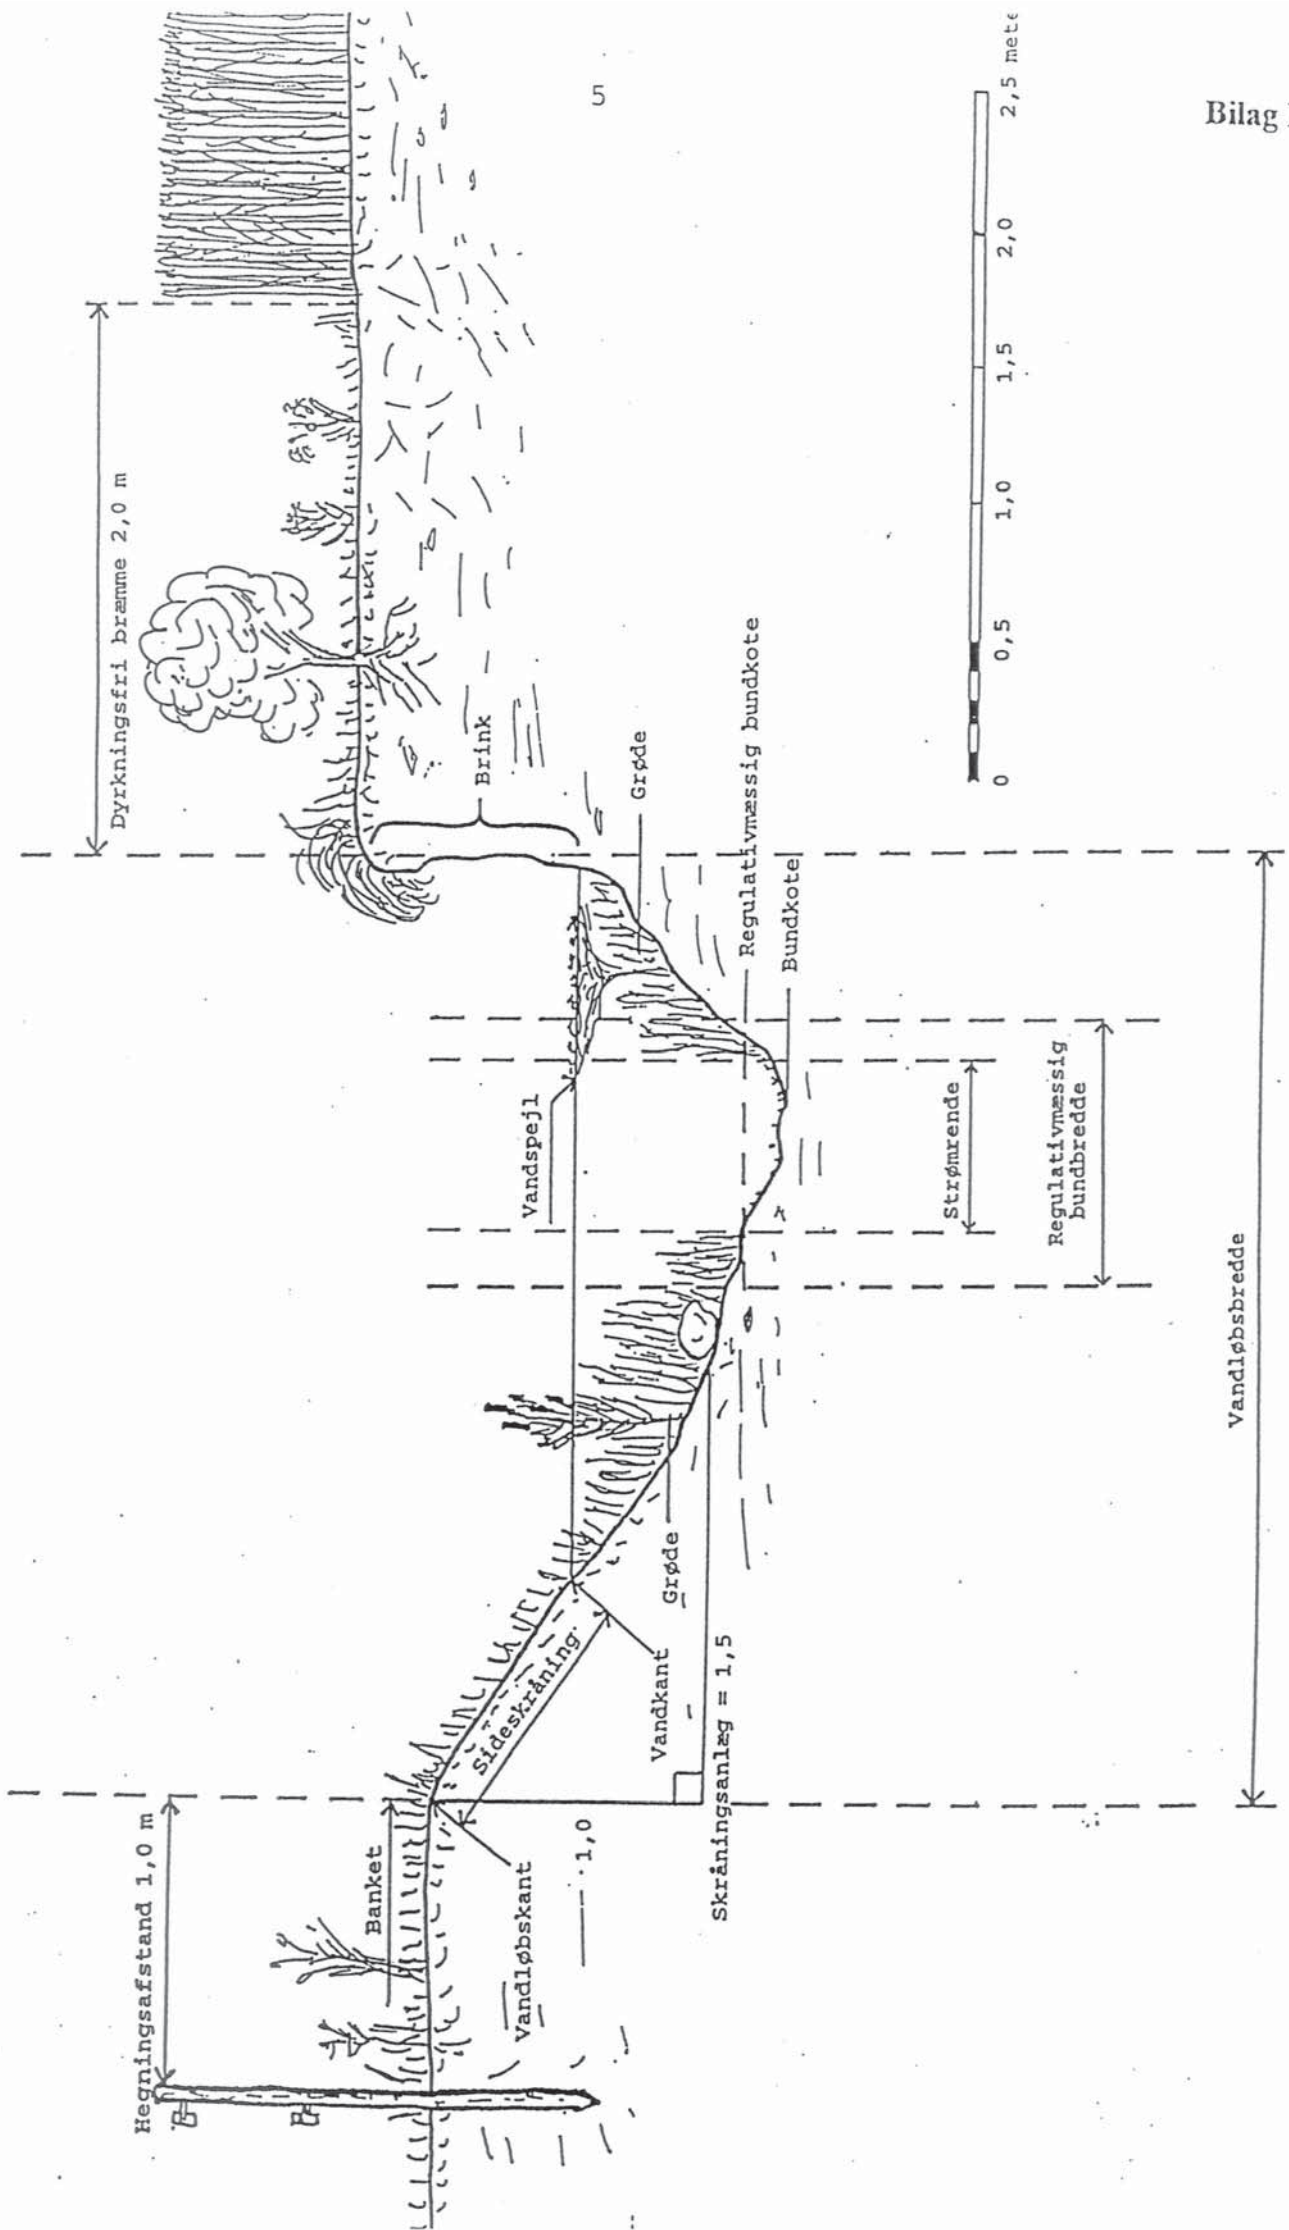 5
Bilag
Hegningsafstand 1,0 m
Dyrkningsfri bræmme 2,0 m
Banket
Vandløbskant
1,0
Skråningsanlæg = 1,5
Sideskråning
Vandkant
Grøde
Vandspejl
Brink
Grøde
Regulativmæssig bundkote
Bundkote
Strømrende
Regulativmæssig
bundbredde
Vandløbsbredde
0
0,5
1,0
1,5
2,0
2,5 mete